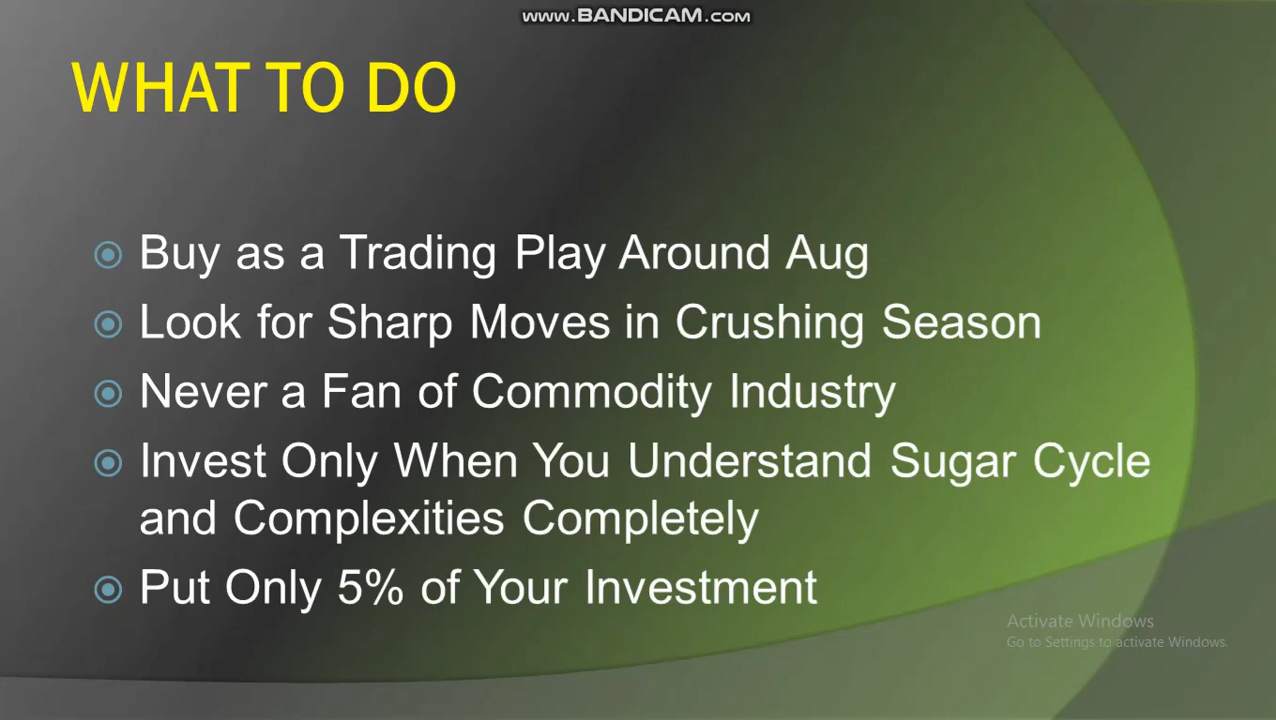 www.BANDICAM.com
WHAT TO DO
Buy as a Trading Play Around Aug
Look for Sharp Moves in Crushing Season
Never a Fan of Commodity Industry
Invest Only When You Understand Sugar Cycle
and Complexities Completely
Put Only 5% of Your Investment
Activate Windows
Go to Settings to activate Windows.